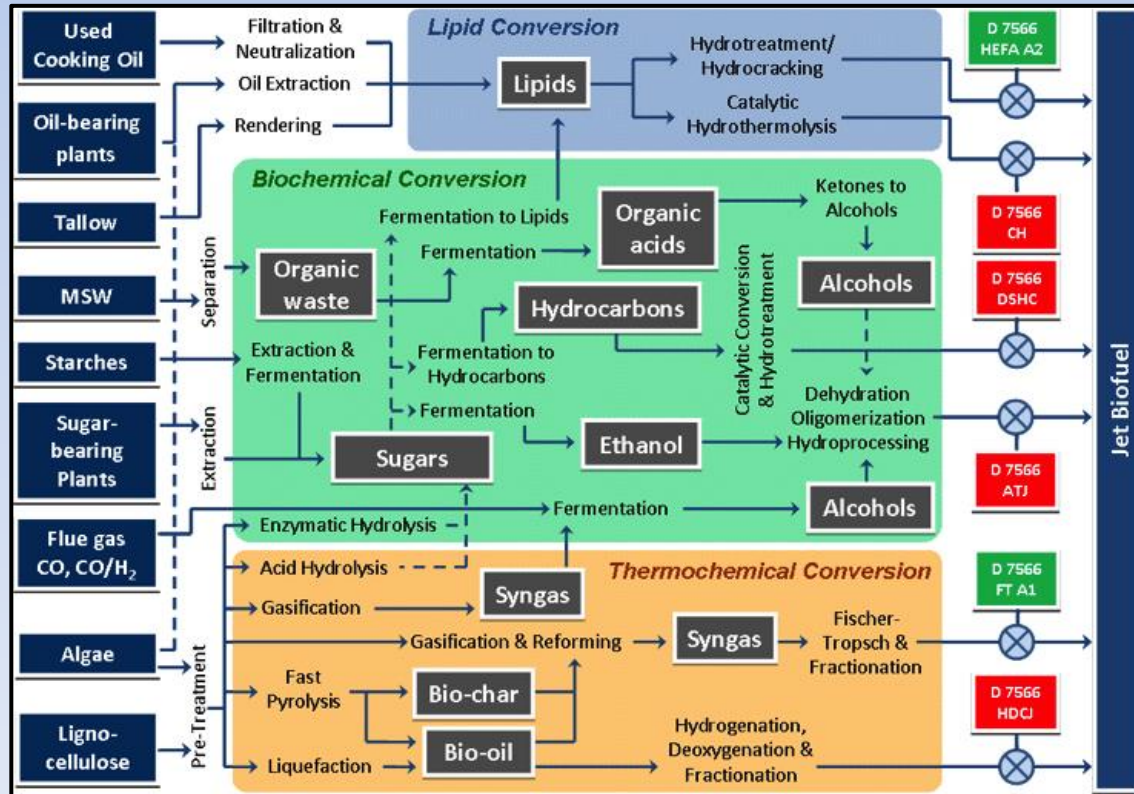 Used
Cooking Oil
Oil-bearing
plants
Tallow
MSW
Starches
Sugar-
bearing
Plants
Flue gas
CO, CO/H₂
Algae
Ligno-
cellulose
Filtration &
Neutralization
Oil Extraction
Rendering
Separation
Extraction
Pre-Treatment
Lipid Conversion
Lipids
Hydrotreatment/
Hydrocracking
Catalytic
Hydrothermolysis
Biochemical Conversion
Fermentation to Lipids
Organic
waste
Fermentation
Organic
acids
Ketones to
Alcohols
Alcohols
Hydrocarbons
Extraction &
Fermentation
Fermentation to
Hydrocarbons
Catalytic Conversion
& Hydrotreatment
Fermentation
Sugars
Ethanol
Dehydration
Oligomerization
Hydroprocessing
Alcohols
Fermentation
Enzymatic Hydrolysis
Acid Hydrolysis
Thermochemical Conversion
Gasification
Syngas
Gasification & Reforming
Syngas
Fischer-
Tropsch &
Fractionation
Fast
Pyrolysis
Bio-char
Bio-oil
Liquefaction
Hydrogenation,
Deoxygenation &
Fractionation
D 7566
HEFA A2
D 7566
CH
D 7566
DSHC
D 7566
ATJ
D 7566
FT A1
D 7566
HDCJ
Jet Biofuel